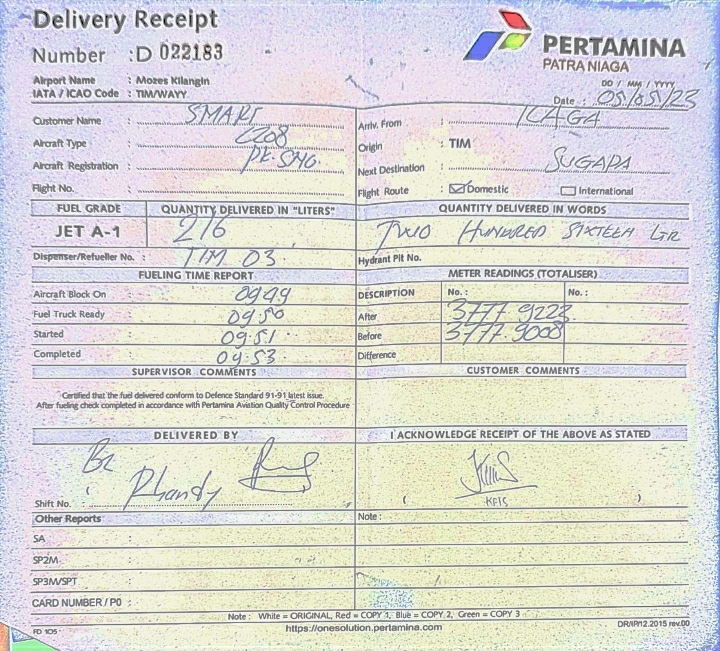 Delivery Receipt
Number : D 022183
PERTAMINA
PATRA NIAGA
Airport Name : Mozes Kilangin
IATA / ICAO Code : TIM/WAYY
DD / MM / YYYY
Date : 05/05/23
Customer Name : SMART
Arriv. From : ILAGA
Aircraft Type : C208
Origin : TIM
Aircraft Registration : PK-SNG.
Next Destination : SUGAPA
Flight No. :
Flight Route : Domestic International
FUEL GRADE QUANTITY DELIVERED IN "LITERS" QUANTITY DELIVERED IN WORDS
JET A-1 216 TWO HUNDRED SIXTEEN LTR
Dispenser/Refueller No. : TIM 03. Hydrant Pit No.
FUELING TIME REPORT METER READINGS (TOTALISER)
Aircraft Block On : 0949 DESCRIPTION No. : No. :
Fuel Truck Ready : 0950 After 3777.9223
Started : 09.51. Before 3777.9008
Completed : 09.53. Difference
SUPERVISOR COMMENTS CUSTOMER COMMENTS
Certified that the fuel delivered conform to Defence Standard 91-91 latest issue.
After fueling check completed in accordance with Pertamina Aviation Quality Control Procedure
DELIVERED BY I ACKNOWLEDGE RECEIPT OF THE ABOVE AS STATED
Rhandy
Shift No. : ( )
Other Reports Note :
SA
SP2M
SP3M/SPT
CARD NUMBER / PO
Note : White = ORIGINAL, Red = COPY 1, Blue = COPY 2, Green = COPY 3
FD 105 https://onesolution.pertamina.com DR/IP/12.2015 rev.00